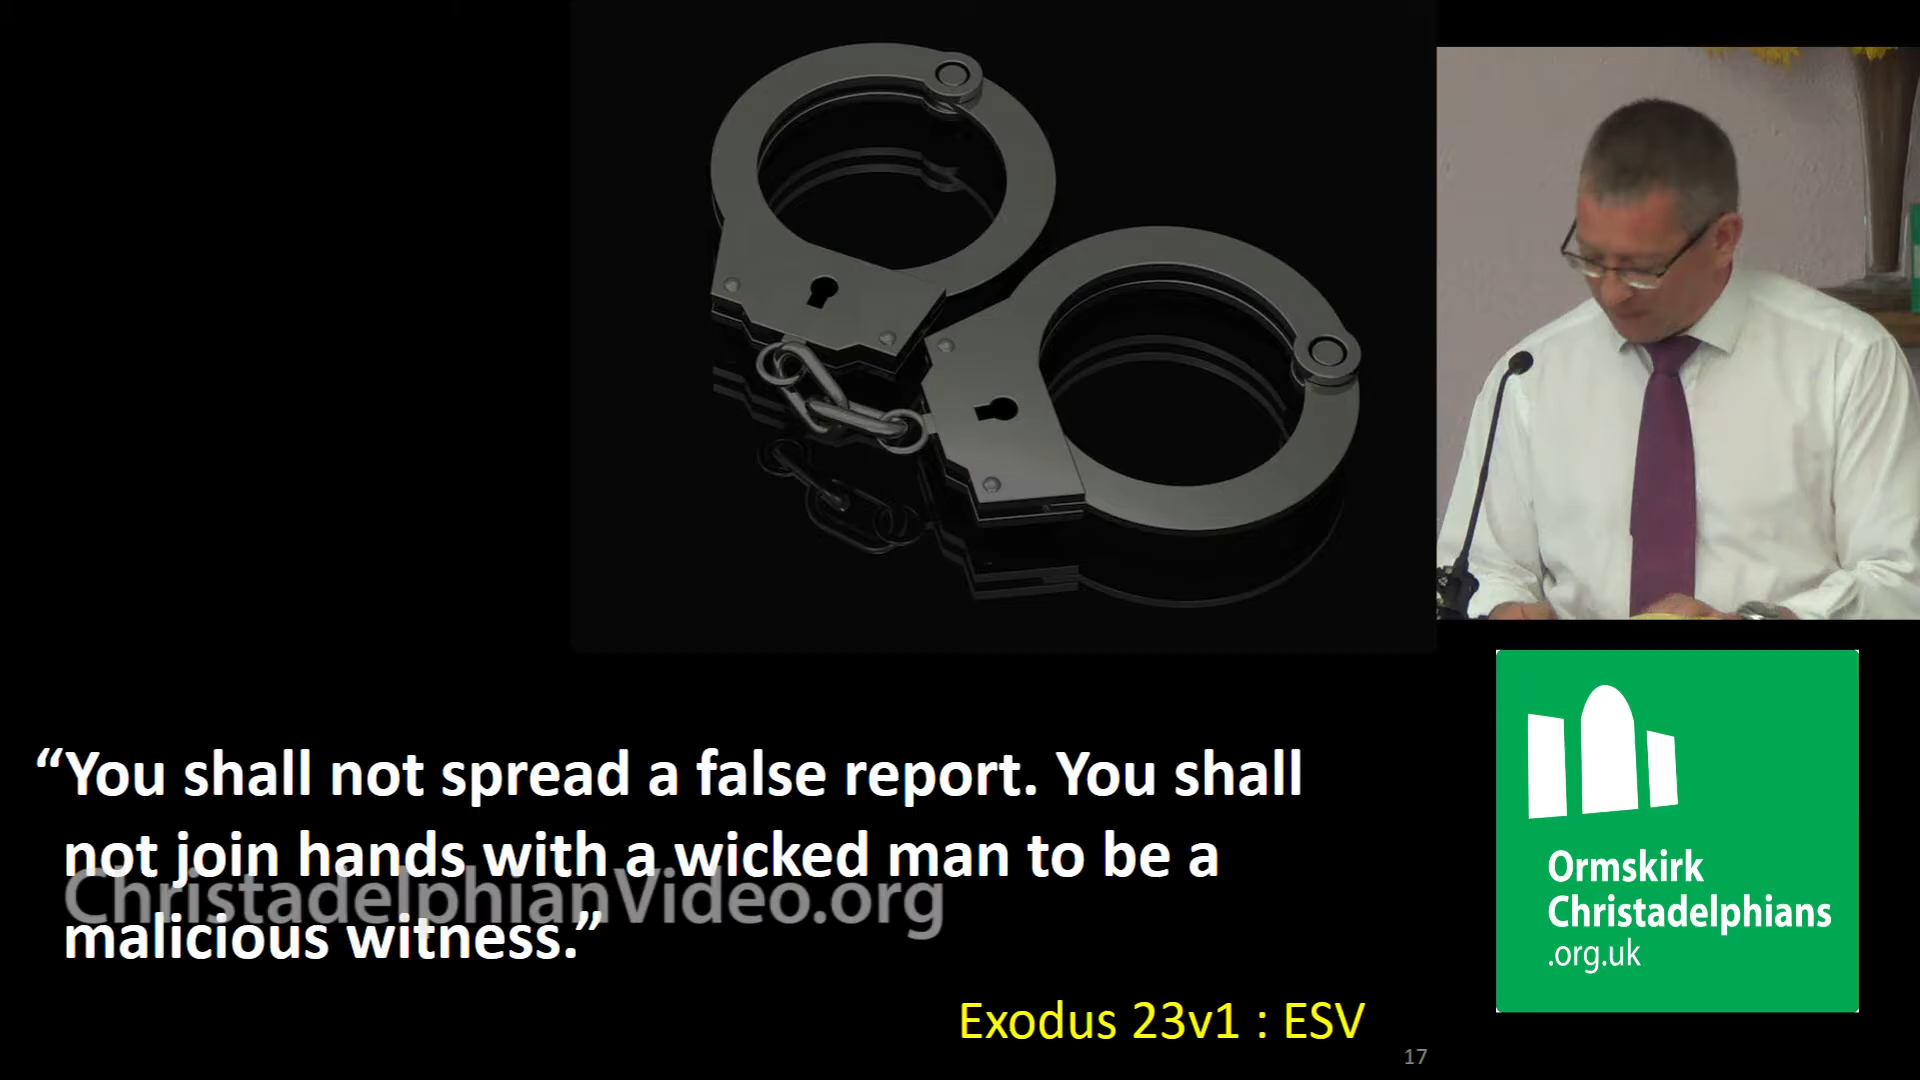 “You shall not spread a false report. You shall
not join hands with a wicked man to be a
malicious witness.”
ChristadelphianVideo.org
Exodus 23v1 : ESV
17
Ormskirk
Christadelphians
.org.uk